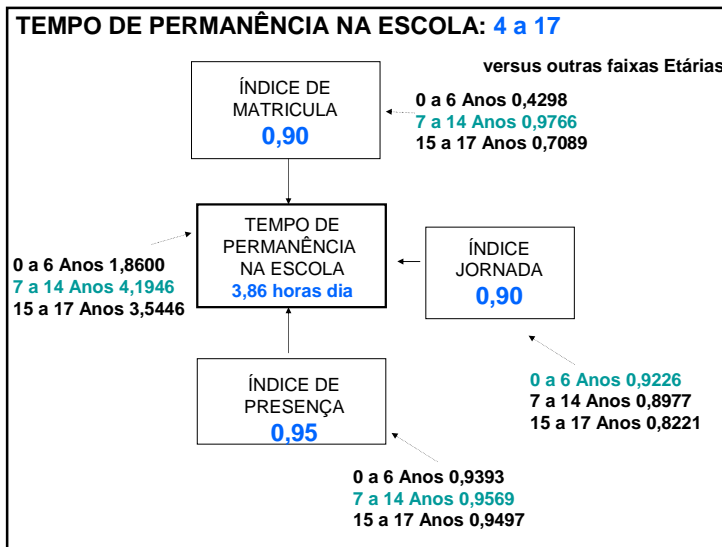 TEMPO DE PERMANÊNCIA NA ESCOLA: 4 a 17
versus outras faixas Etárias
ÍNDICE DE
MATRICULA
0,90
0 a 6 Anos 0,4298
7 a 14 Anos 0,9766
15 a 17 Anos 0,7089
TEMPO DE
PERMANÊNCIA
NA ESCOLA
3,86 horas dia
0 a 6 Anos 1,8600
7 a 14 Anos 4,1946
15 a 17 Anos 3,5446
ÍNDICE
JORNADA
0,90
0 a 6 Anos 0,9226
7 a 14 Anos 0,8977
15 a 17 Anos 0,8221
ÍNDICE DE
PRESENÇA
0,95
0 a 6 Anos 0,9393
7 a 14 Anos 0,9569
15 a 17 Anos 0,9497